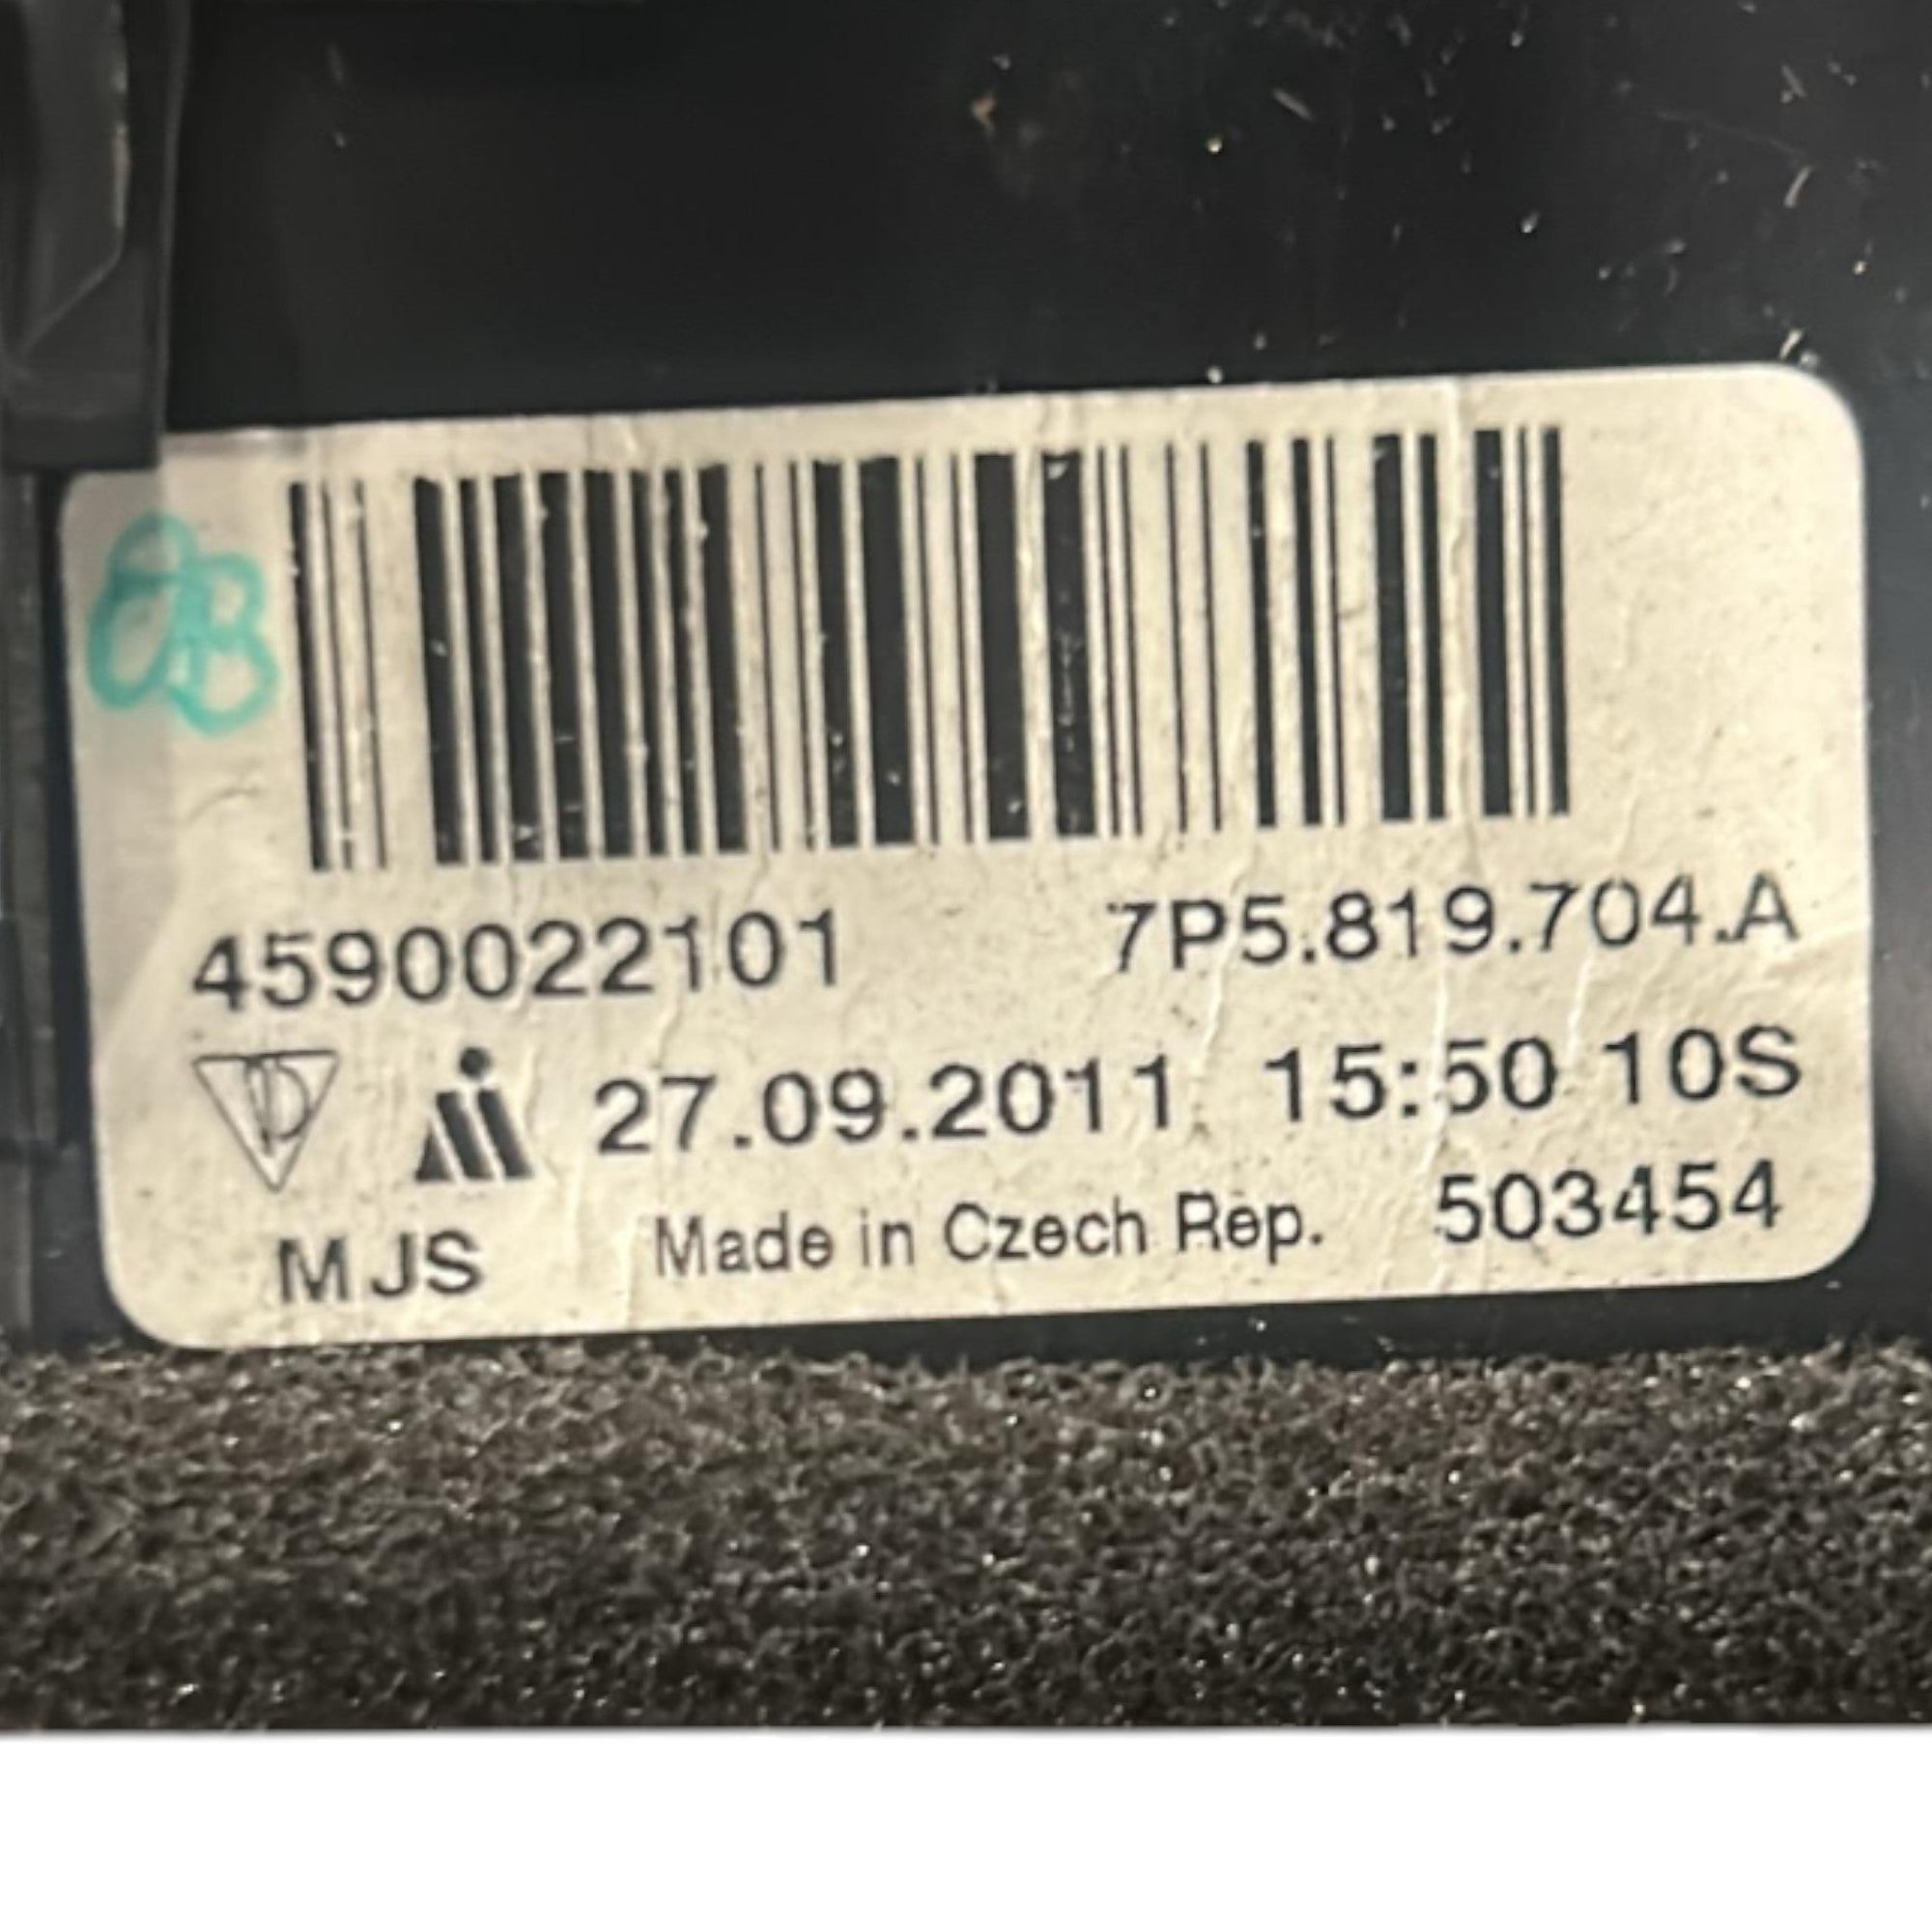 4590022101 7P5.819.704.A
27.09.2011 15:50 10S
MJS Made in Czech Rep. 503454